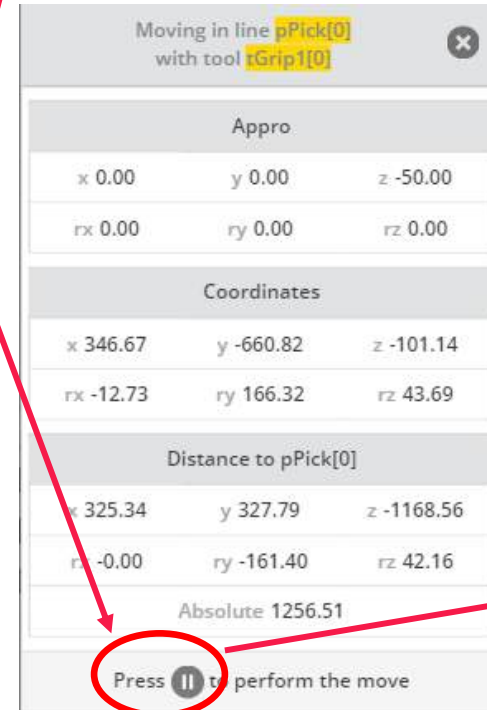 Moving in line pPick[0]
with tool tGrip1[0]
Appro
x 0.00 y 0.00 z -50.00
rx 0.00 ry 0.00 rz 0.00
Coordinates
x 346.67 y -660.82 z -101.14
rx -12.73 ry 166.32 rz 43.69
Distance to pPick[0]
x 325.34 y 327.79 z -1168.56
rx -0.00 ry -161.40 rz 42.16
Absolute 1256.51
Press to perform the move